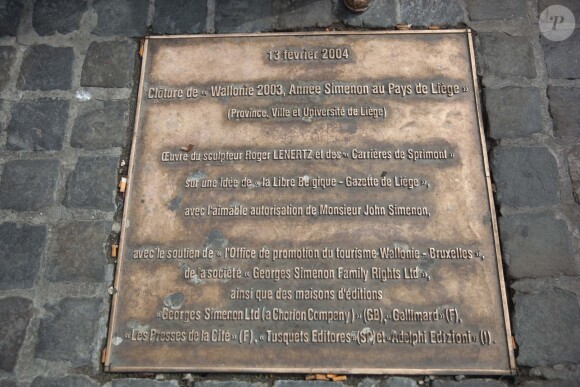 13 février 2004
Clôture de « Wallonie 2003, Année Simenon au Pays de Liège »
(Province, Ville et Université de Liège)
Œuvre du sculpteur Roger LENERTZ et des « Carrières de Sprimont »
sur une idée de « la Libre Belgique - Gazette de Liège »,
avec l'aimable autorisation de Monsieur John Simenon,
avec le soutien de « l'Office de promotion du tourisme Wallonie - Bruxelles »,
de la société « Georges Simenon Family Rights Ltd »,
ainsi que des maisons d'éditions
« Georges Simenon Ltd (a Chorion Company) » (GB), « Gallimard » (F),
« Les Presses de la Cité » (F), « Tusquets Editores » (SP) et « Adelphi Edizioni » (I).